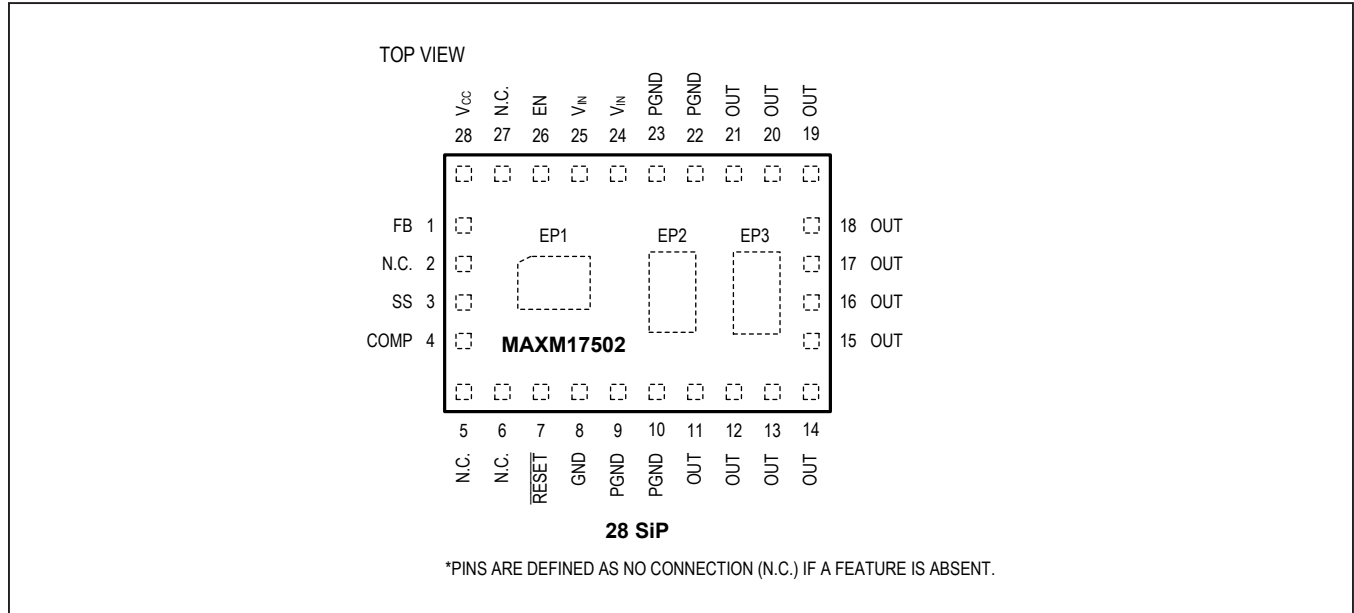 TOP VIEW
VCC N.C. EN VIN VIN PGND PGND OUT OUT OUT
28 27 26 25 24 23 22 21 20 19
FB 1
18 OUT
EP1 EP2 EP3
N.C. 2
17 OUT
SS 3
16 OUT
COMP 4
MAXM17502
15 OUT
5 6 7 8 9 10 11 12 13 14
N.C. N.C. RESET GND PGND PGND OUT OUT OUT OUT
28 SiP
*PINS ARE DEFINED AS NO CONNECTION (N.C.) IF A FEATURE IS ABSENT.